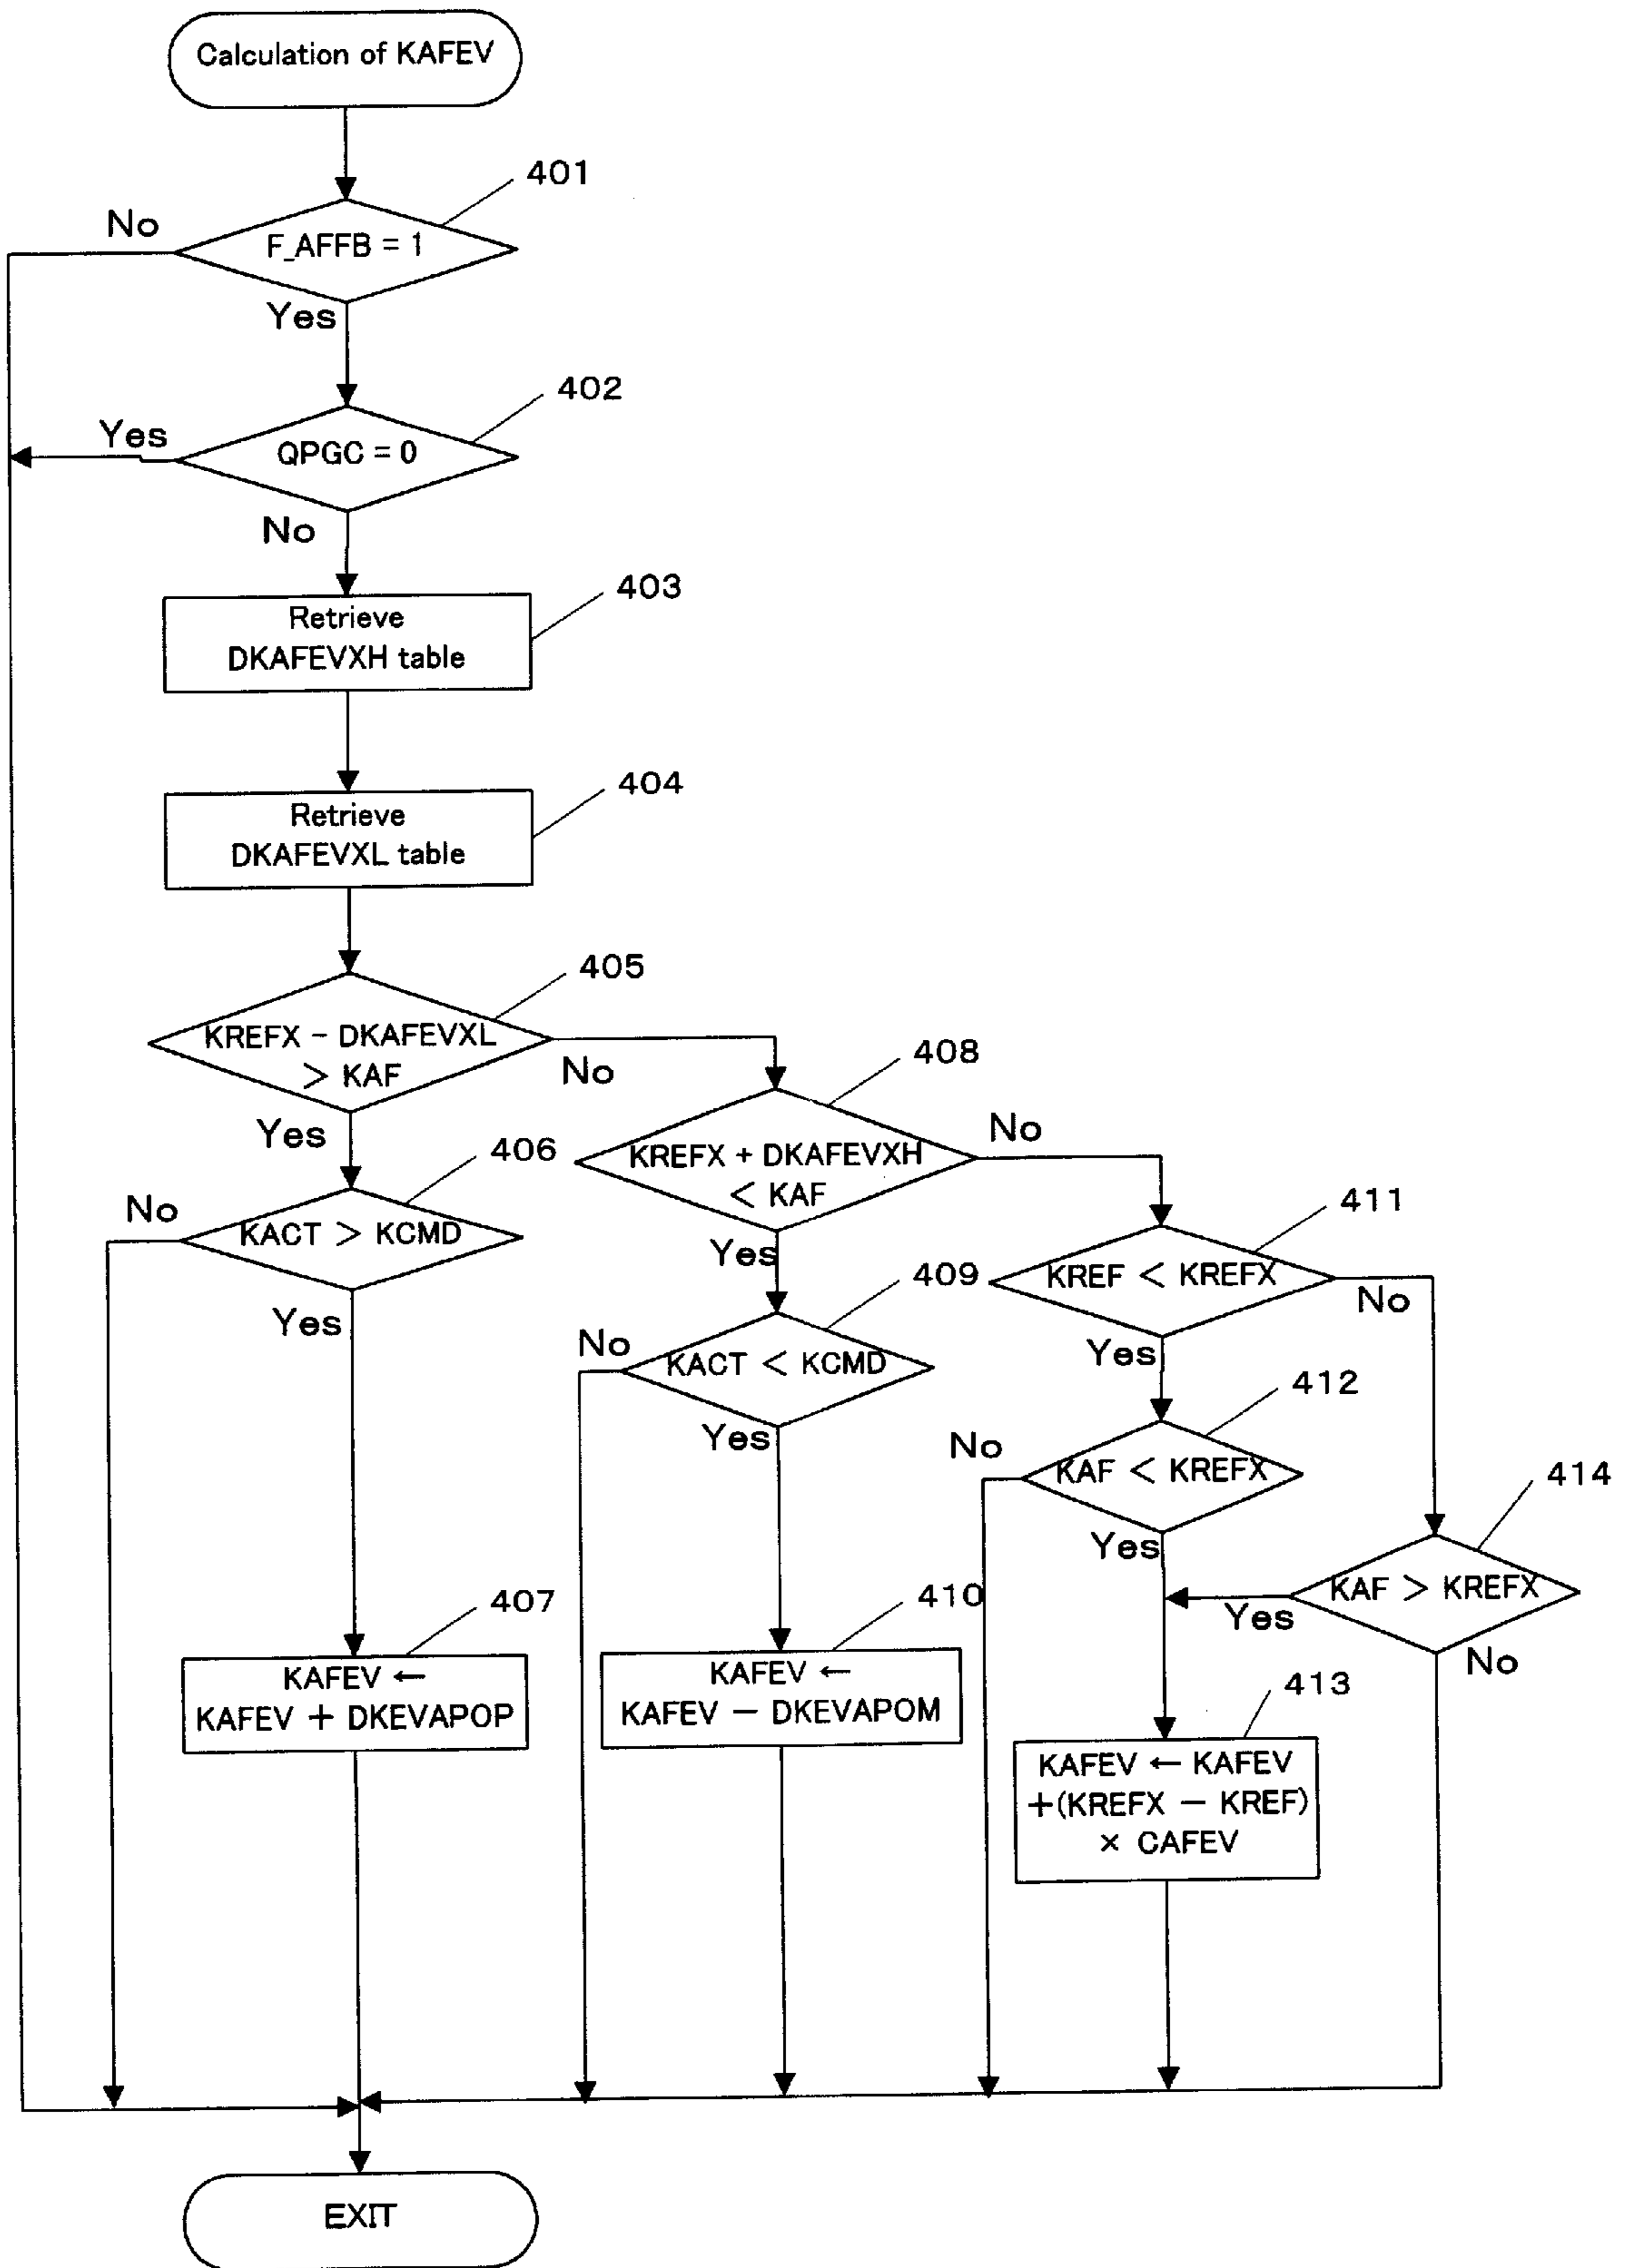 Calculation of KAFEV
401
No
F_AFFB = 1
Yes
402
Yes
QPGC = 0
No
403
Retrieve
DKAFEVXH table
404
Retrieve
DKAFEVXL table
405
KREFX - DKAFEVXL
> KAF
No
Yes
408
KREFX + DKAFEVXH
< KAF
No
Yes
406
No
KACT > KCMD
Yes
411
KREF < KREFX
No
Yes
409
No
KACT < KCMD
Yes
412
No
KAF < KREFX
Yes
414
KAF > KREFX
Yes
No
407
KAFEV ←
KAFEV + DKEVAPOP
410
KAFEV ←
KAFEV - DKEVAPOM
413
KAFEV ← KAFEV
+(KREFX - KREF)
× CAFEV
EXIT